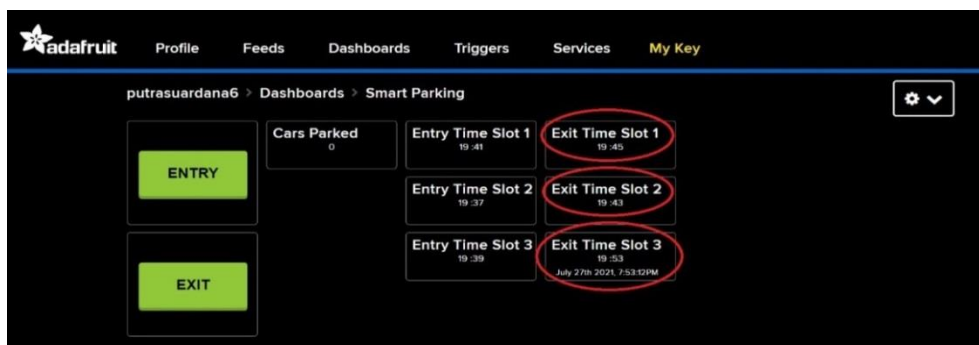 adafruit Profile Feeds Dashboards Triggers Services My Key
putrasuardana6 > Dashboards > Smart Parking
ENTRY
Cars Parked
0
Entry Time Slot 1
19 :41
Exit Time Slot 1
19 :45
Entry Time Slot 2
19 :37
Exit Time Slot 2
19 :43
EXIT
Entry Time Slot 3
19 :39
Exit Time Slot 3
19 :53
July 27th 2021, 7:53:12PM